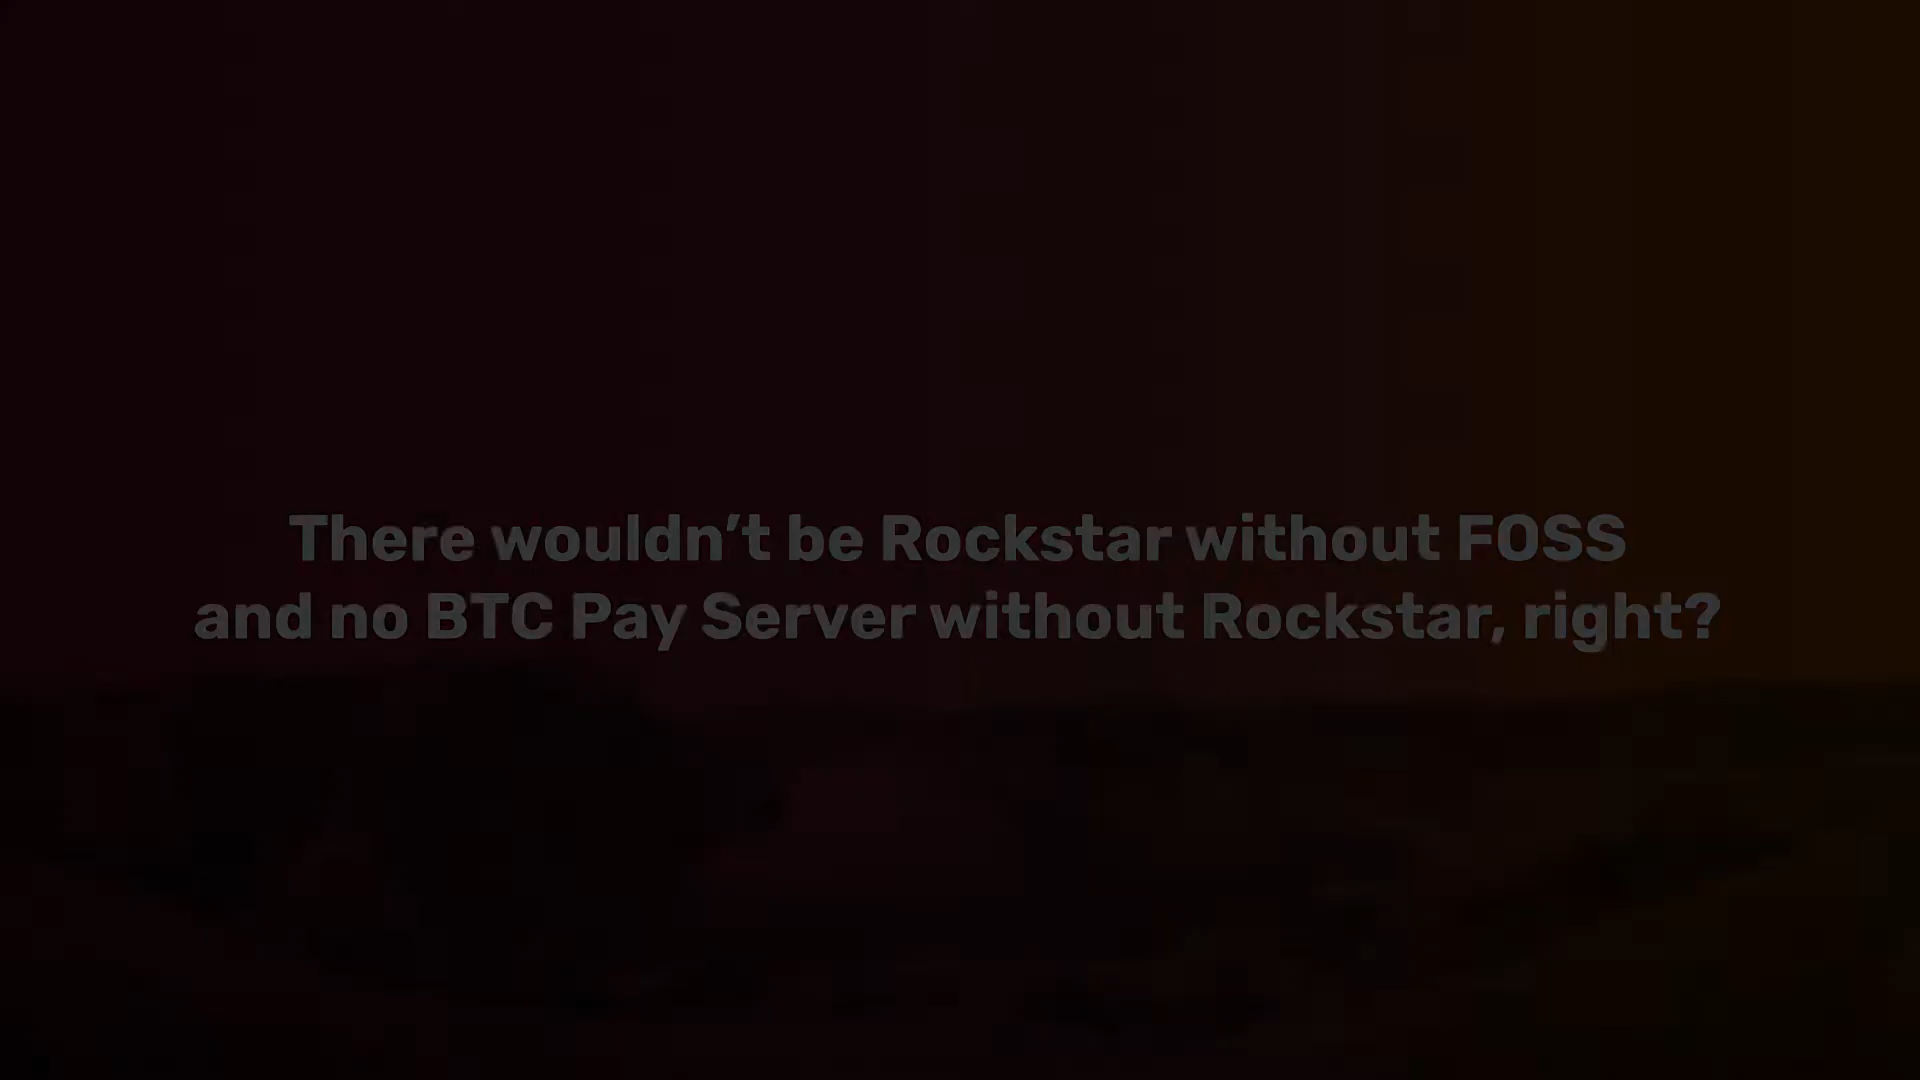 There wouldn’t be Rockstar without FOSS
and no BTC Pay Server without Rockstar, right?